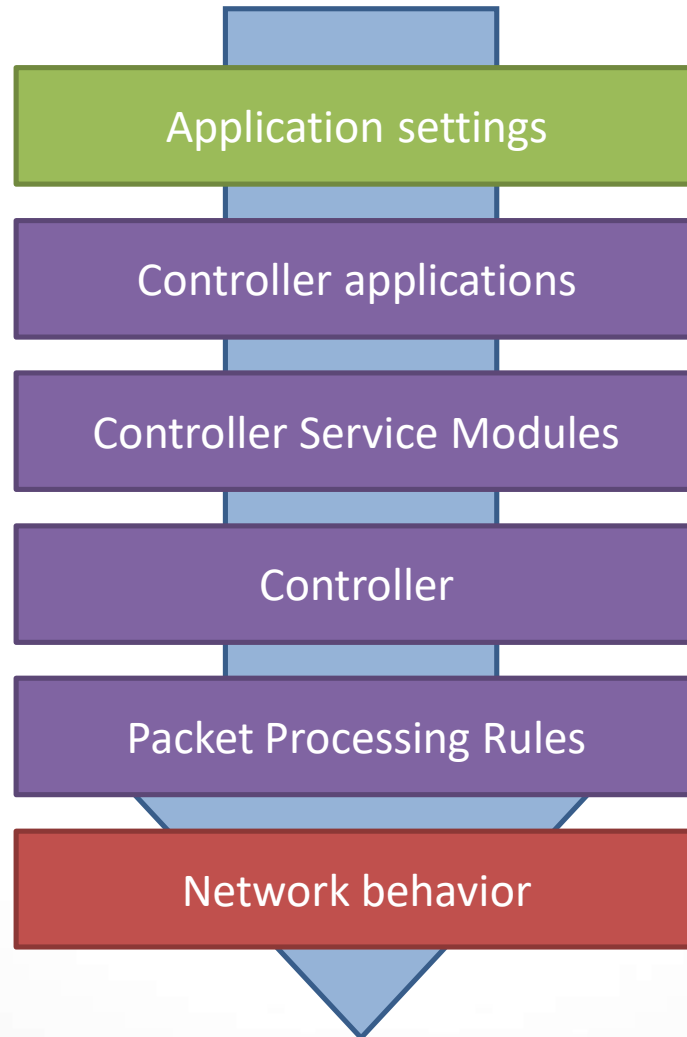 Application settings
Controller applications
Controller Service Modules
Controller
Packet Processing Rules
Network behavior